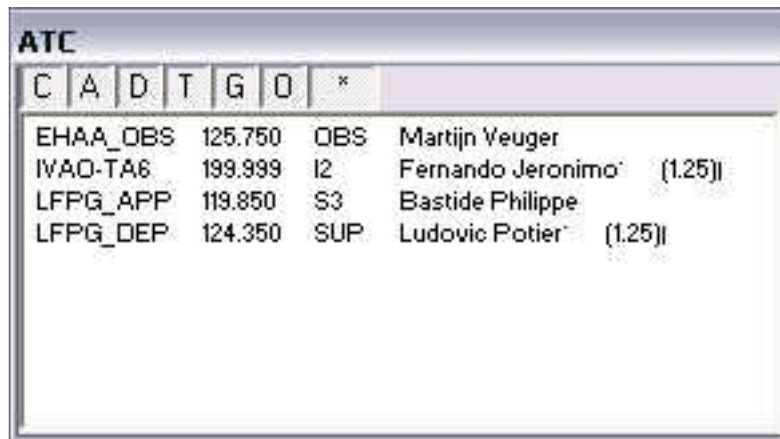 ATC
C A D T G O *
EHAA_OBS 125.750 OBS Martijn Veuger
IVAO-TA6 199.999 I2 Fernando Jeronimo* (1.25)|
LFPG_APP 119.850 S3 Bastide Philippe
LFPG_DEP 124.350 SUP Ludovic Potier* (1.25)|